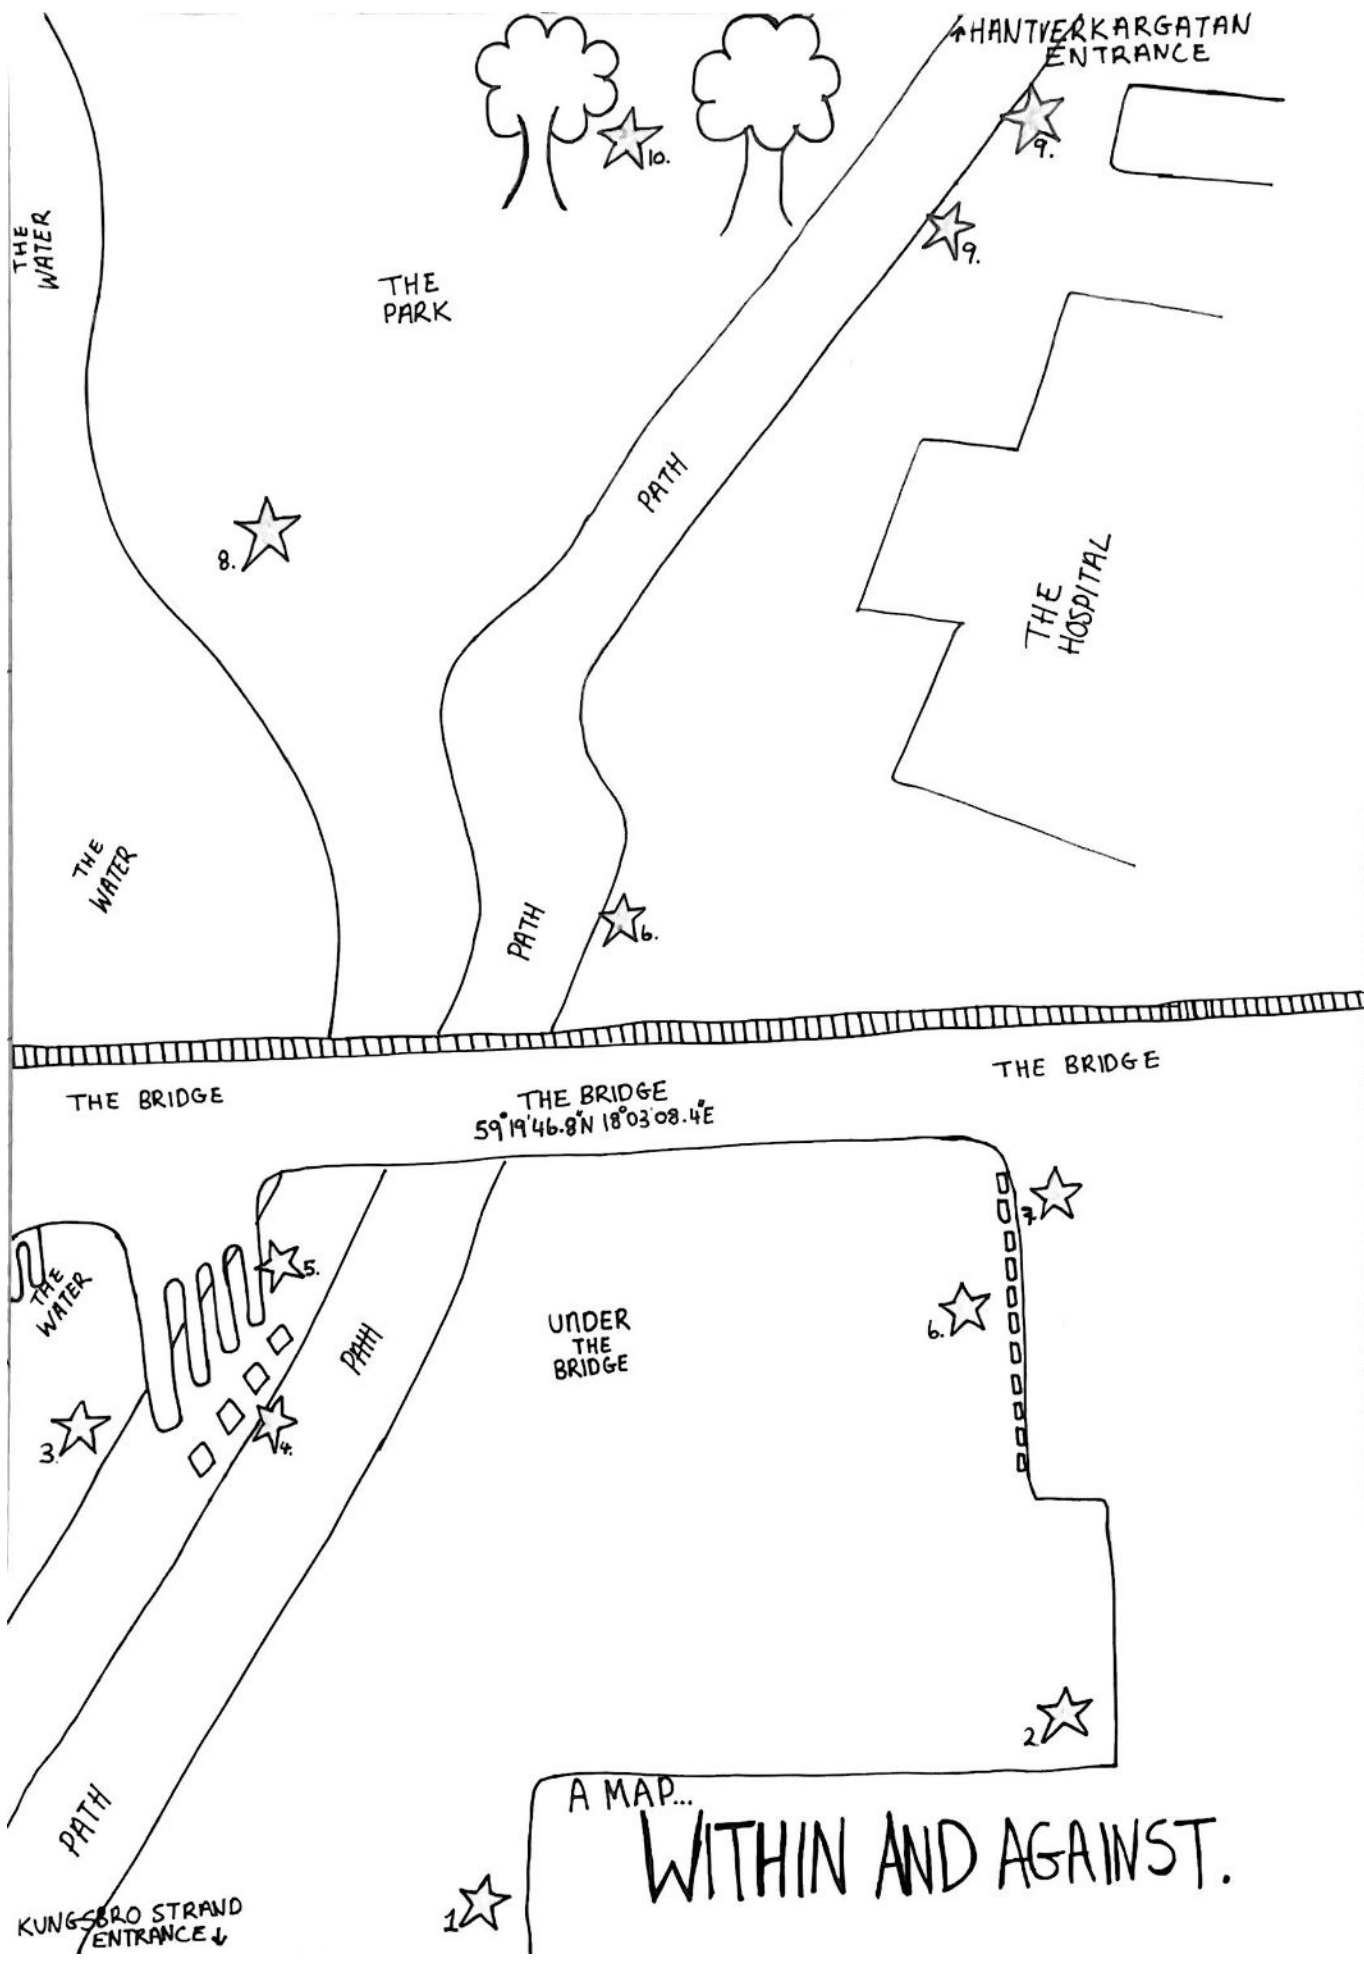 ↑HANTVERKARGATAN
ENTRANCE
10.
9.
THE
WATER
9.
THE
PARK
PATH
8.
THE
HOSPITAL
THE
WATER
PATH
6.
THE BRIDGE
THE BRIDGE
THE BRIDGE
59°19'46.8"N 18°03'08.4"E
7.
5.
THE
WATER
UNDER
THE
BRIDGE
6.
PATH
3.
4.
2.
A MAP...
WITHIN AND AGAINST.
PATH
1
KUNGSBRO STRAND
ENTRANCE↓